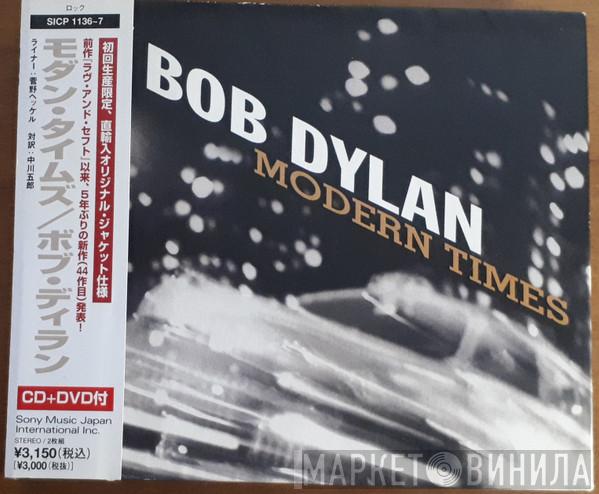 ロック
SICP 1136~7
モダン・タイムズ/ボブ・ディラン
ライナー:菅野ヘッケル 対訳:中川五郎
初回生産限定、直輸入オリジナル・ジャケット仕様
前作『ラヴ・アンド・セフト』以来、5年ぶりの新作(44作目)発表!
CD+DVD付
Sony Music Japan
International Inc.
STEREO/2枚組
¥3,150(税込)
[¥3,000(税抜)]
BOB DYLAN
MODERN TIMES
МАРКЕТ ВИНИЛА